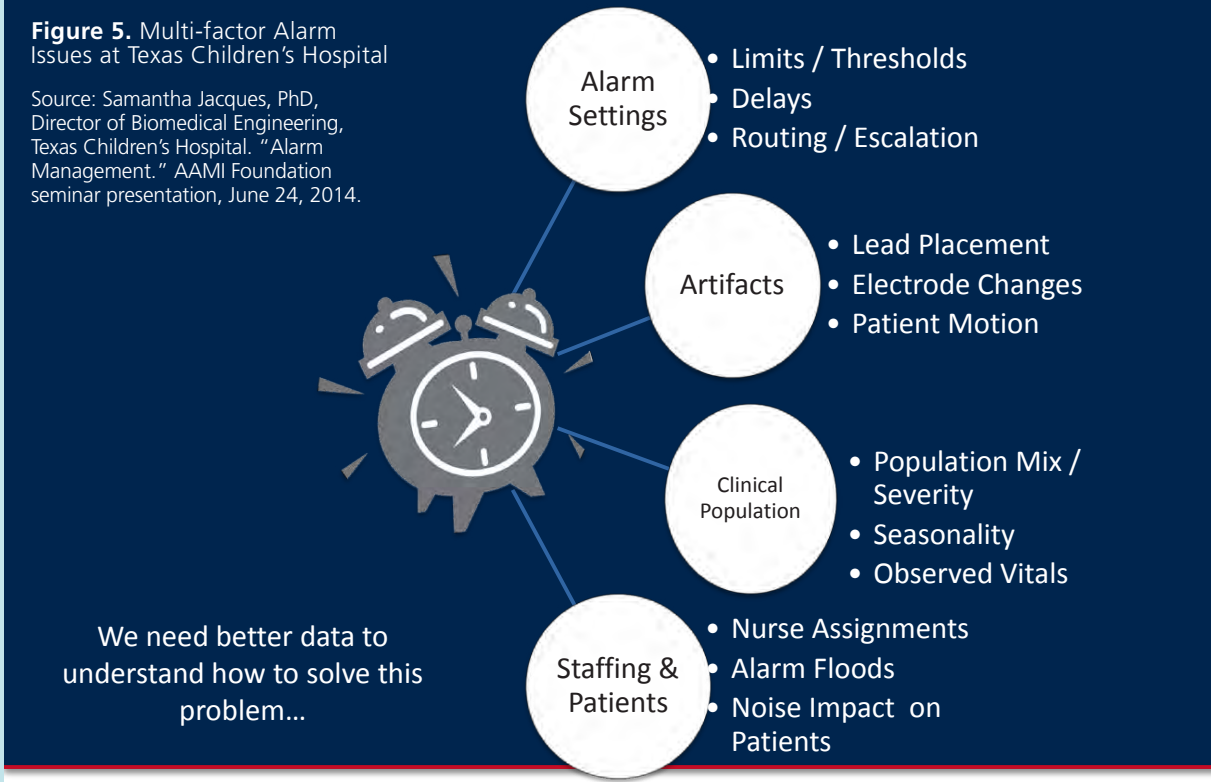 Figure 5. Multi-factor Alarm
Issues at Texas Children's Hospital
Source: Samantha Jacques, PhD,
Director of Biomedical Engineering,
Texas Children's Hospital. "Alarm
Management." AAMI Foundation
seminar presentation, June 24, 2014.
Alarm
Settings
• Limits / Thresholds
• Delays
• Routing / Escalation
Artifacts
• Lead Placement
• Electrode Changes
• Patient Motion
Clinical
Population
• Population Mix /
Severity
• Seasonality
• Observed Vitals
Staffing &
Patients
• Nurse Assignments
• Alarm Floods
• Noise Impact on
Patients
We need better data to
understand how to solve this
problem...